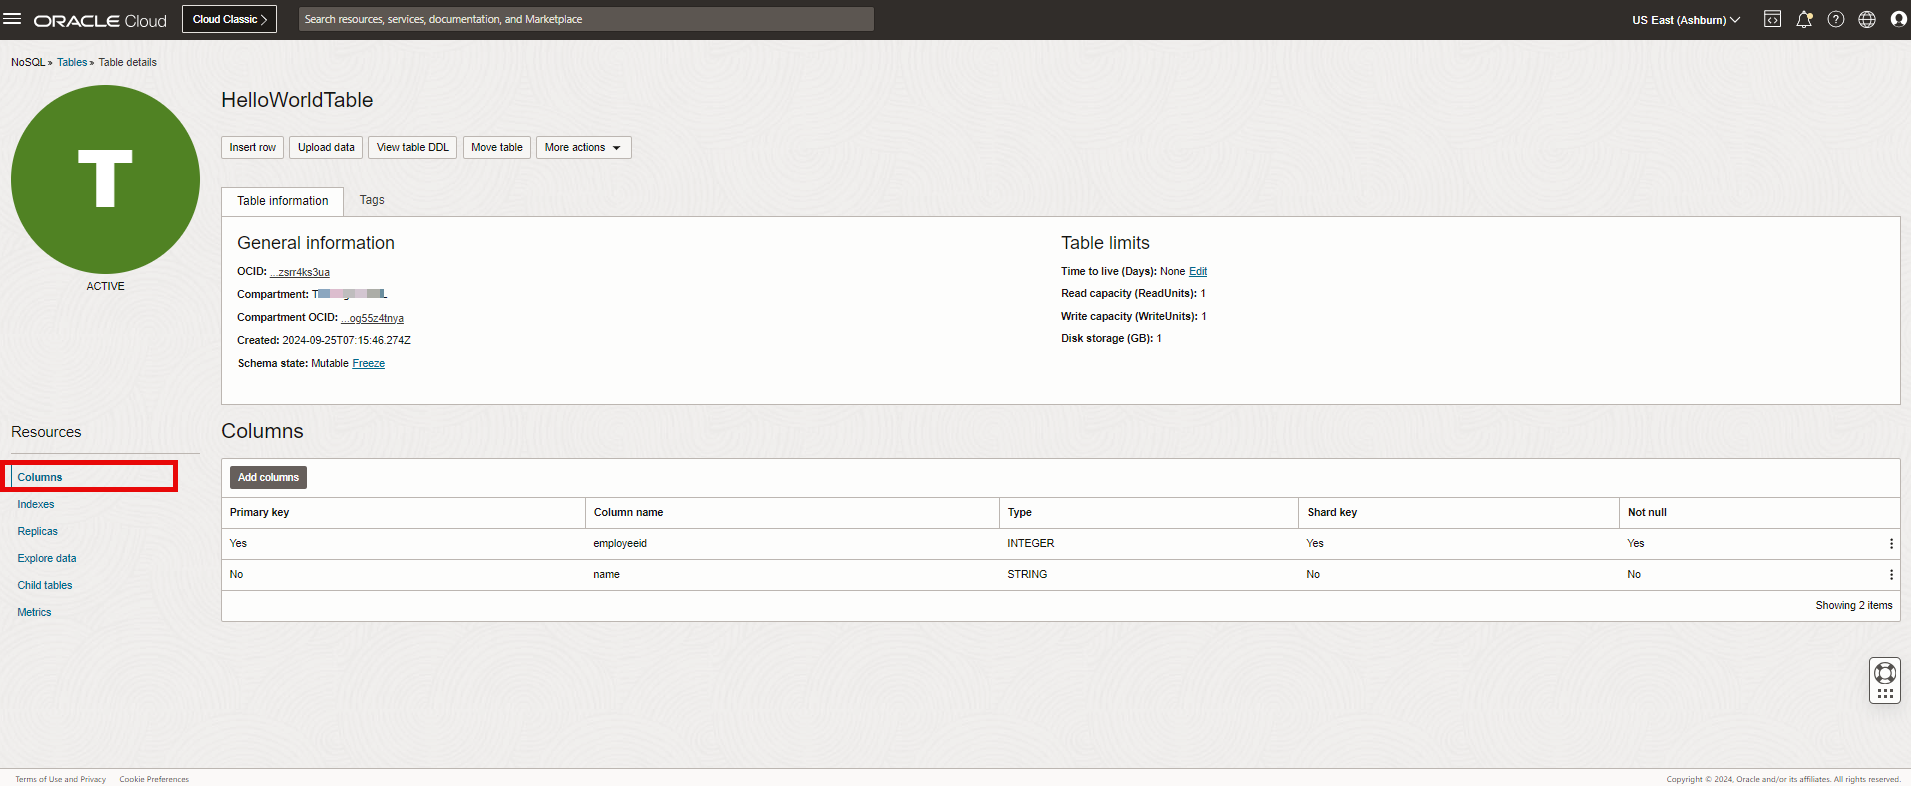 ORACLE Cloud
Cloud Classic
Search resources, services, documentation, and Marketplace
US East (Ashburn)
NoSQL » Tables » Table details
T
ACTIVE
HelloWorldTable
Insert row
Upload data
View table DDL
Move table
More actions
Table information
Tags
General information
OCID: ...zsrr4ks3ua
Compartment:
Compartment OCID: ...og55z4tnya
Created: 2024-09-25T07:15:46.274Z
Schema state: Mutable Freeze
Table limits
Time to live (Days): None Edit
Read capacity (ReadUnits): 1
Write capacity (WriteUnits): 1
Disk storage (GB): 1
Resources
Columns
Indexes
Replicas
Explore data
Child tables
Metrics
Columns
Add columns
Primary key Column name Type Shard key Not null
Yes employeeid INTEGER Yes Yes
No name STRING No No
Showing 2 items
Terms of Use and Privacy Cookie Preferences
Copyright © 2024, Oracle and/or its affiliates. All rights reserved.